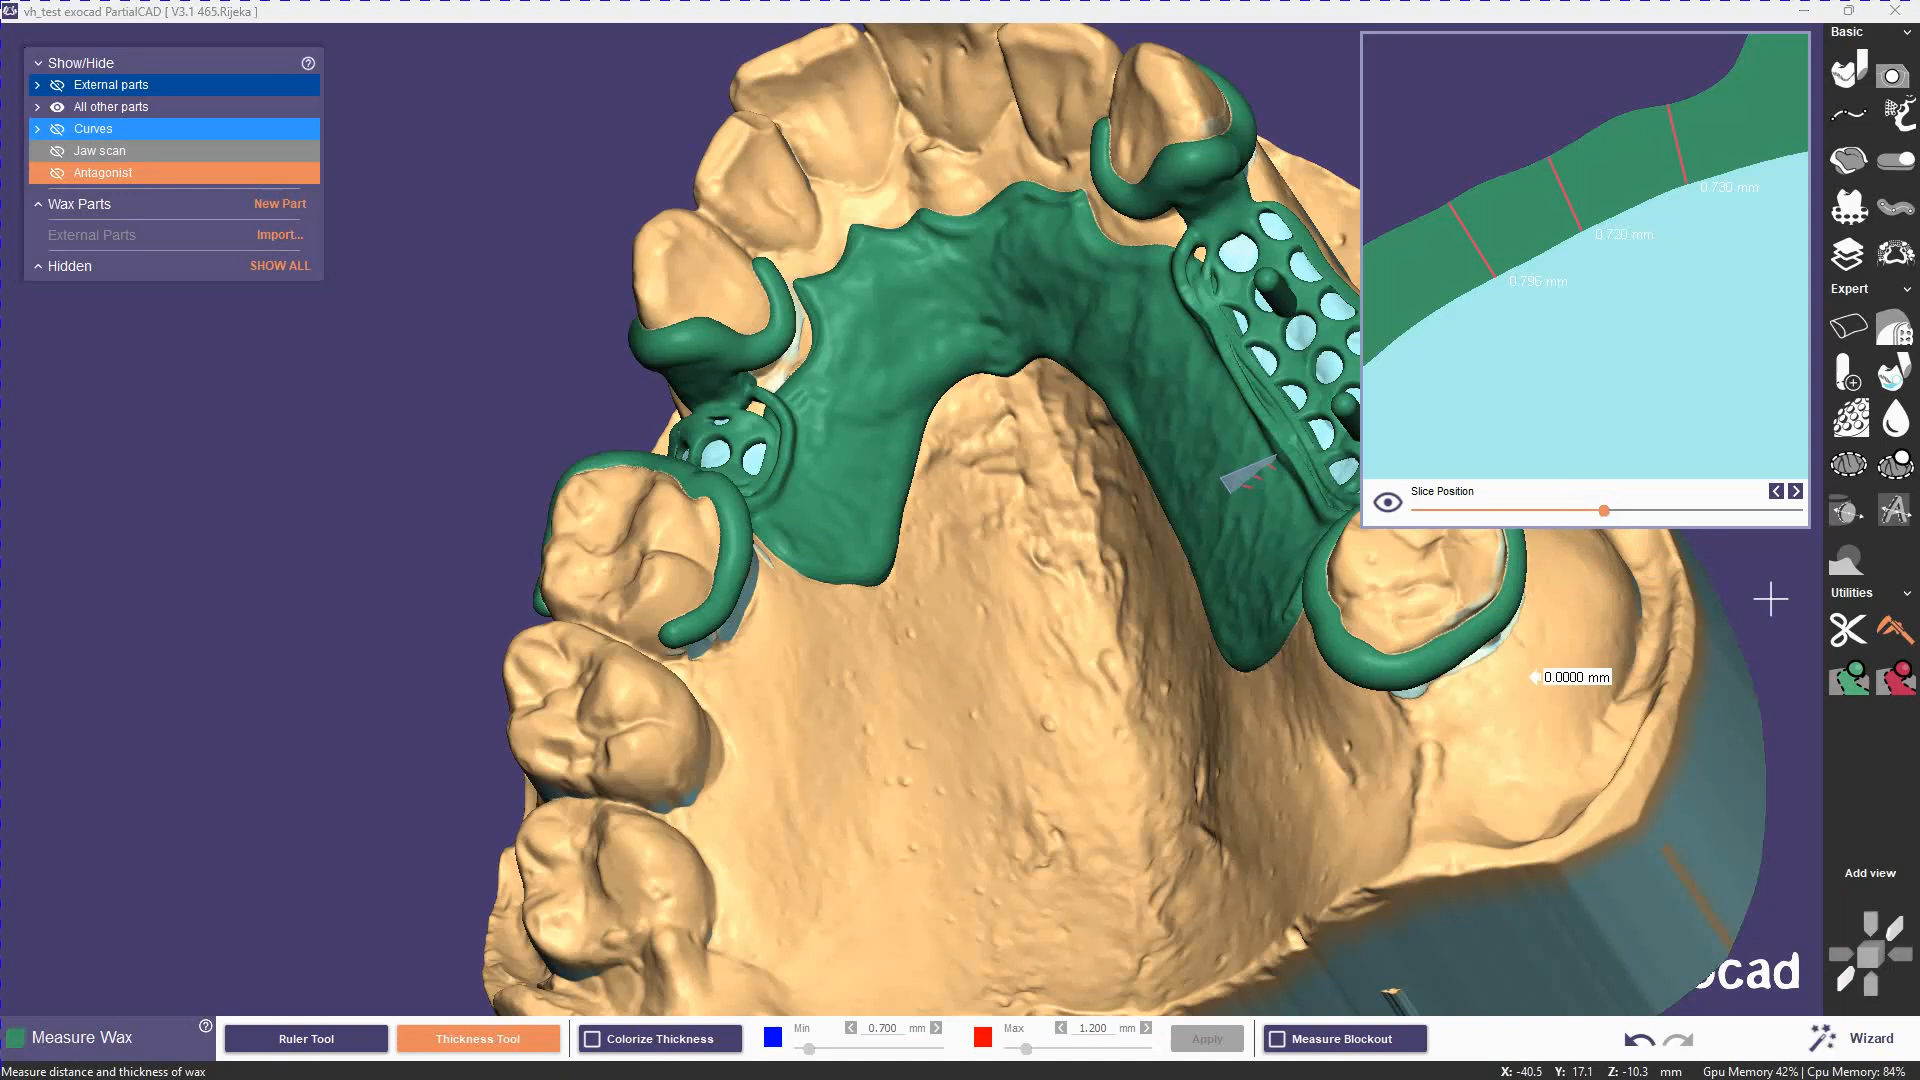 vh_test exocad PartialCAD [ V3.1 465.Rijeka ]
Show/Hide
External parts
All other parts
Curves
Jaw scan
Antagonist
Wax Parts
New Part
External Parts
Import...
Hidden
SHOW ALL
0.730 mm
0.720 mm
0.796 mm
Slice Position
0.0000 mm
Basic
Expert
Utilities
Add view
cad
Measure Wax
Ruler Tool
Thickness Tool
Colorize Thickness
Min
0.700 mm
Max
1.200 mm
Apply
Measure Blockout
Wizard
Measure distance and thickness of wax
X: -40.5 Y: 17.1 Z: -10.3 mm
Gpu Memory 42% | Cpu Memory: 84%